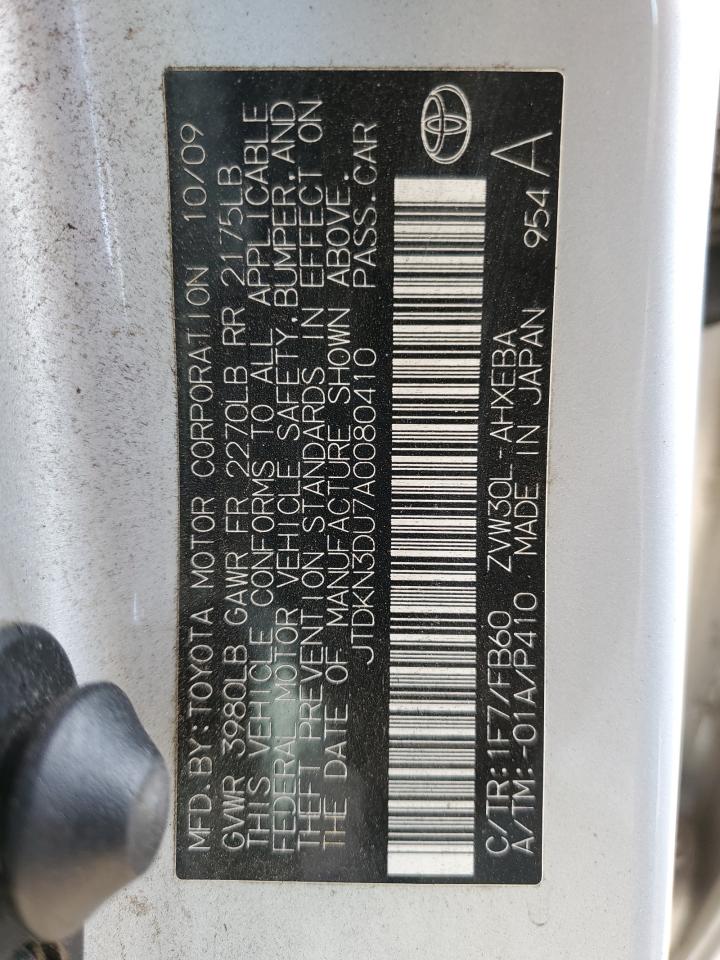 MFD. BY: TOYOTA MOTOR CORPORATION 10/09
GVWR 3980LB GAWR FR 2270LB RR 2175LB
THIS VEHICLE CONFORMS TO ALL APPLICABLE
FEDERAL MOTOR VEHICLE SAFETY, BUMPER, AND
THEFT PREVENTION STANDARDS IN EFFECT ON
THE DATE OF MANUFACTURE SHOWN ABOVE.
JTDKN3DU7A0080410 PASS. CAR
C/TR: 1F7/FB60 ZVW30L-AHXEBA
A/TM: -01A/P410 MADE IN JAPAN 954 A